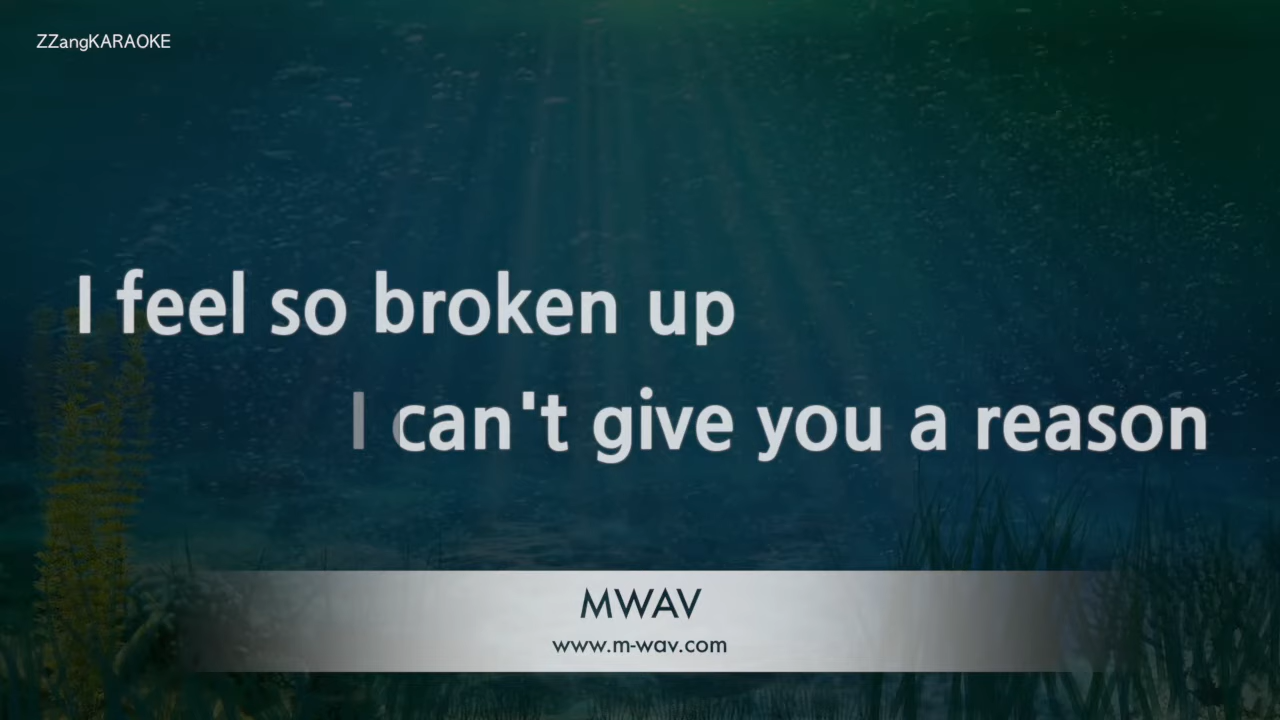 ZZangKARAOKE
I feel so broken up
I can't give you a reason
MWAV
www.m-wav.com